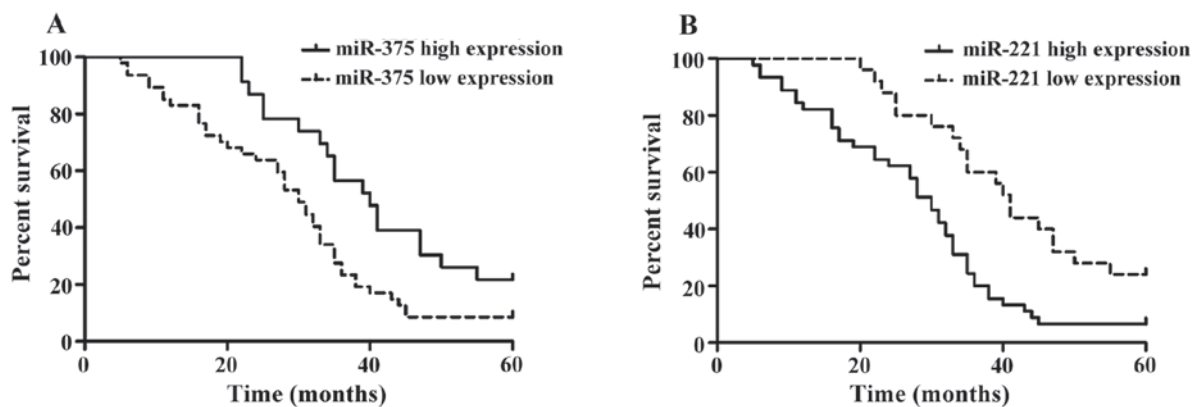 A
miR-375 high expression
miR-375 low expression
Percent survival
100
80
60
40
20
0
0 20 40 60
Time (months)
B
miR-221 high expression
miR-221 low expression
Percent survival
100
80
60
40
20
0
0 20 40 60
Time (months)